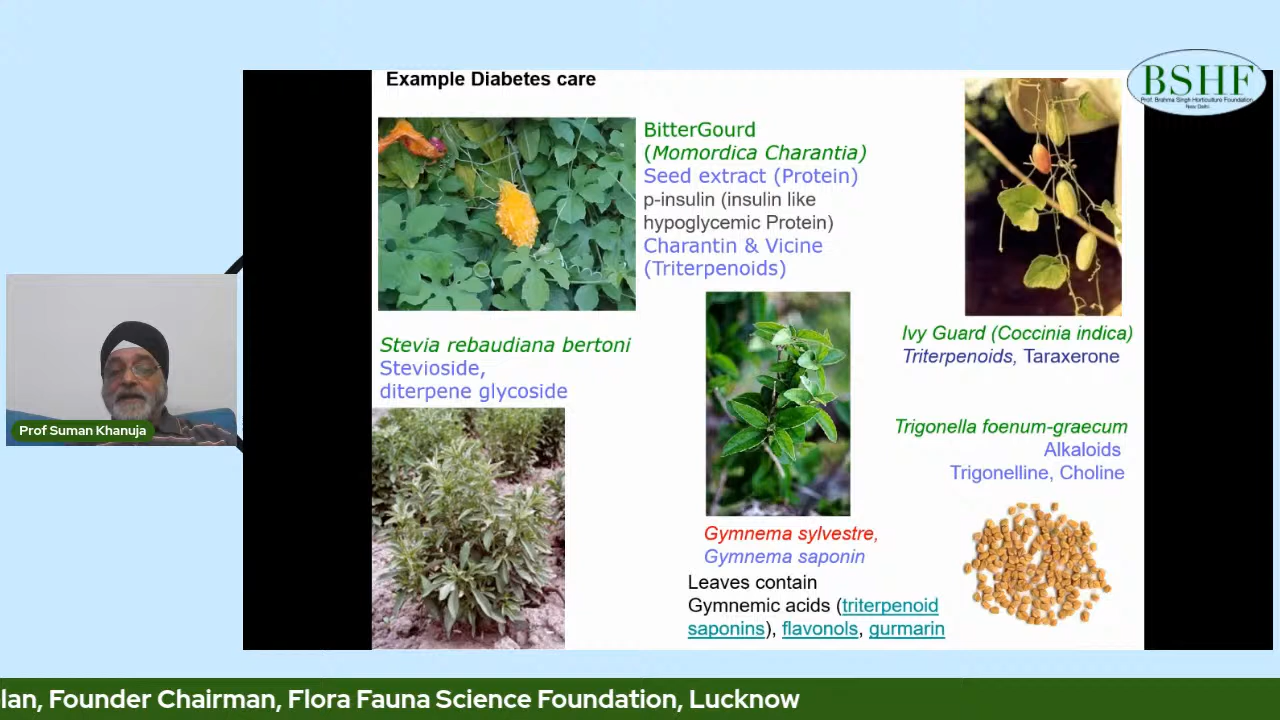 Example Diabetes care
BSHF
Prof. Brahma Singh Horticulture Foundation
New Delhi.
BitterGourd
(Momordica Charantia)
Seed extract (Protein)
p-insulin (insulin like
hypoglycemic Protein)
Charantin & Vicine
(Triterpenoids)
Ivy Guard (Coccinia indica)
Triterpenoids, Taraxerone
Stevia rebaudiana bertoni
Stevioside,
diterpene glycoside
Trigonella foenum-graecum
Alkaloids
Trigonelline, Choline
Gymnema sylvestre,
Gymnema saponin
Leaves contain
Gymnemic acids (triterpenoid
saponins), flavonols, gurmarin
Prof Suman Khanuja
lan, Founder Chairman, Flora Fauna Science Foundation, Lucknow